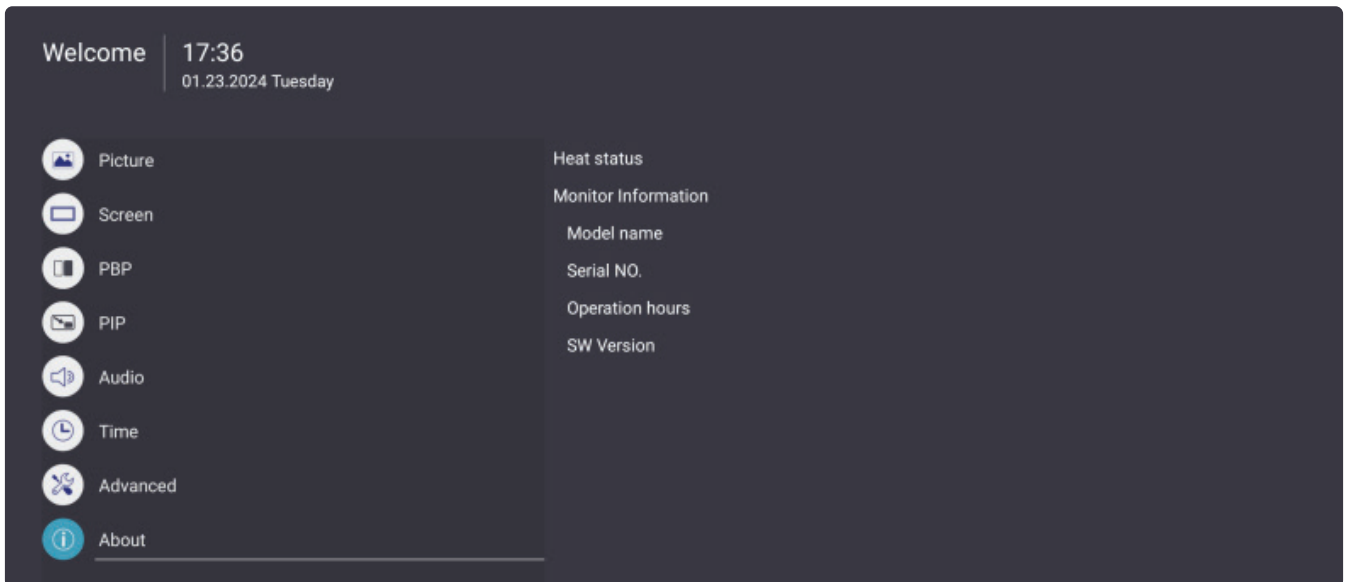 Welcome
17:36
01.23.2024 Tuesday
Picture
Screen
PBP
PIP
Audio
Time
Advanced
About
Heat status
Monitor Information
Model name
Serial NO.
Operation hours
SW Version